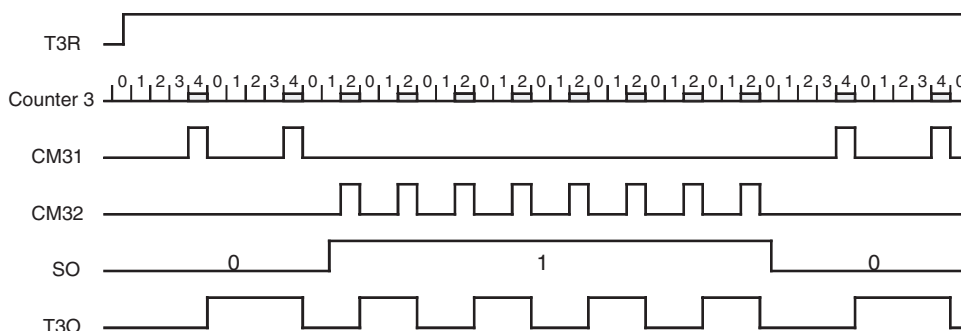 T3R
Counter 3 0 1 2 3 4 0 1 2 3 4 0 1 2 0 1 2 0 1 2 0 1 2 0 1 2 0 1 2 0 1 2 0 1 2 0 1 2 3 4 0 1 2 3 4 0
CM31
CM32
SO 0 1 0
T3O